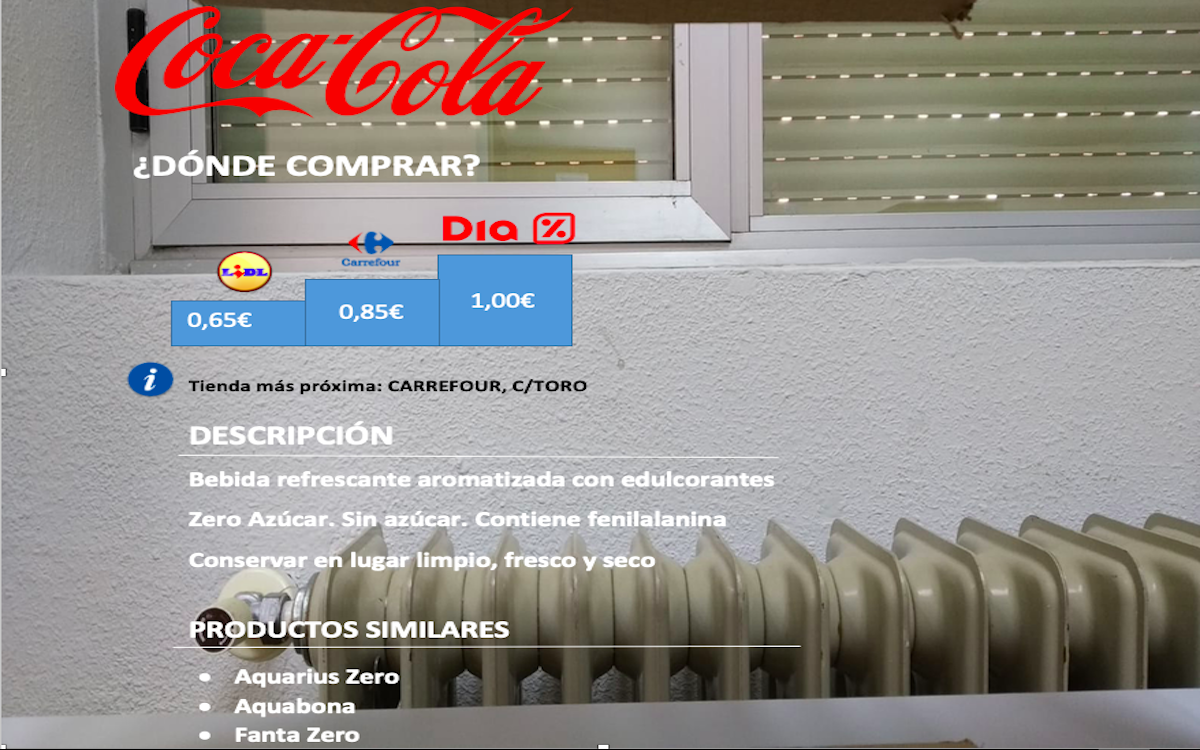 Coca-Cola
¿DÓNDE COMPRAR?
LIDL
Carrefour
Dia %
0,65€
0,85€
1,00€
i
Tienda más próxima: CARREFOUR, C/TORO
DESCRIPCIÓN
Bebida refrescante aromatizada con edulcorantes
Zero Azúcar. Sin azúcar. Contiene fenilalanina
Conservar en lugar limpio, fresco y seco
PRODUCTOS SIMILARES
• Aquarius Zero
• Aquabona
• Fanta Zero